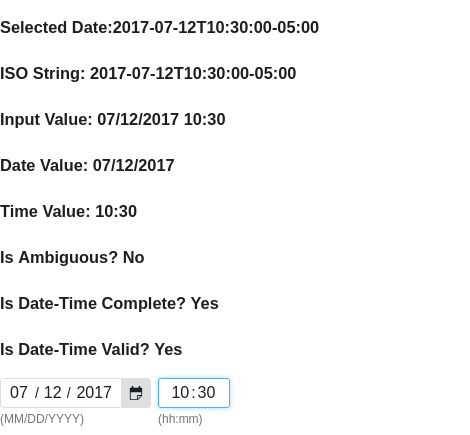 Selected Date:2017-07-12T10:30:00-05:00
ISO String: 2017-07-12T10:30:00-05:00
Input Value: 07/12/2017 10:30
Date Value: 07/12/2017
Time Value: 10:30
Is Ambiguous? No
Is Date-Time Complete? Yes
Is Date-Time Valid? Yes
07 / 12 / 2017 10:30
(MM/DD/YYYY) (hh:mm)